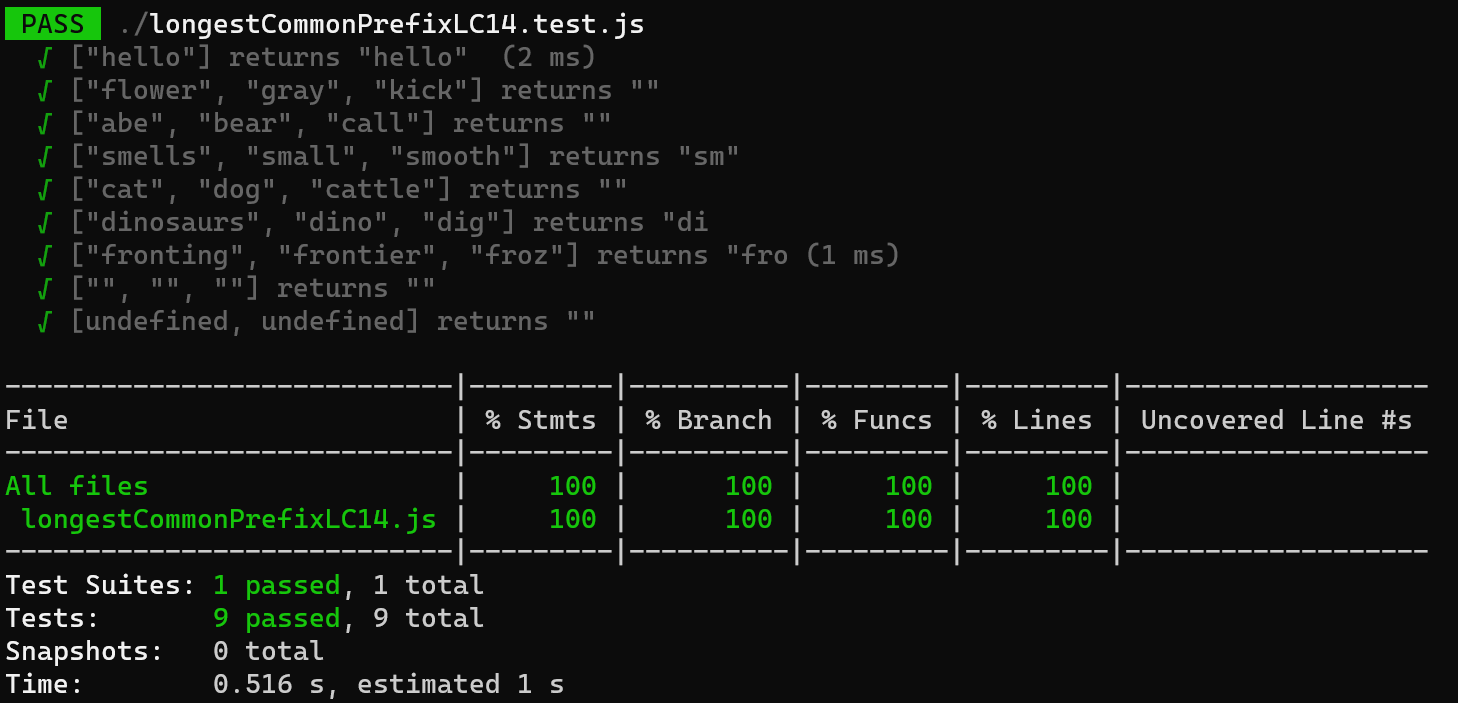 PASS ./longestCommonPrefixLC14.test.js
√ ["hello"] returns "hello"  (2 ms)
√ ["flower", "gray", "kick"] returns ""
√ ["abe", "bear", "call"] returns ""
√ ["smells", "small", "smooth"] returns "sm"
√ ["cat", "dog", "cattle"] returns ""
√ ["dinosaurs", "dino", "dig"] returns "di
√ ["fronting", "frontier", "froz"] returns "fro (1 ms)
√ ["", "", ""] returns ""
√ [undefined, undefined] returns ""
----------------------------|---------|----------|---------|---------|-------------------
File                        | % Stmts | % Branch | % Funcs | % Lines | Uncovered Line #s
----------------------------|---------|----------|---------|---------|-------------------
All files                   |     100 |      100 |     100 |     100 |
 longestCommonPrefixLC14.js |     100 |      100 |     100 |     100 |
----------------------------|---------|----------|---------|---------|-------------------
Test Suites: 1 passed, 1 total
Tests:       9 passed, 9 total
Snapshots:   0 total
Time:        0.516 s, estimated 1 s